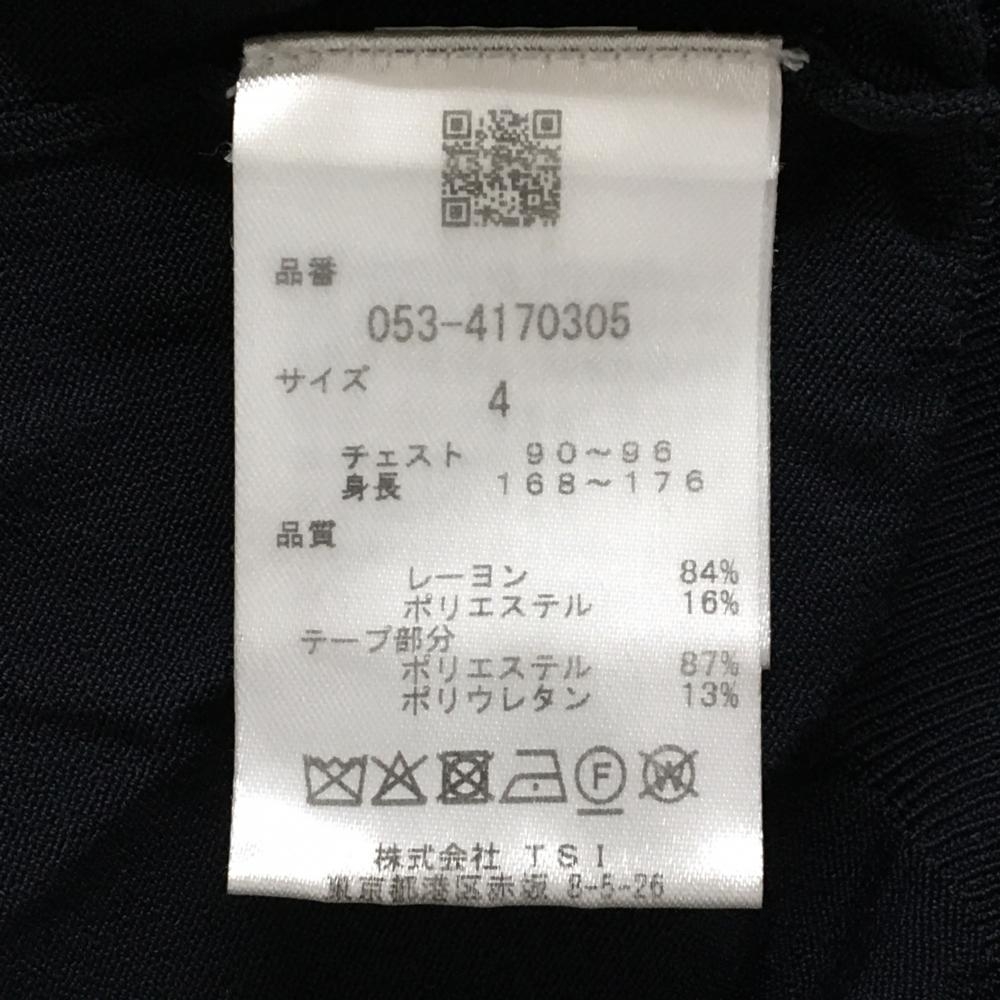 品番
053-4170305
サイズ
4
チェスト 90〜96
身長 168〜176
品質
レーヨン 84%
ポリエステル 16%
テープ部分
ポリエステル 87%
ポリウレタン 13%
F W
株式会社 TSI
東京都港区赤坂 8-5-26